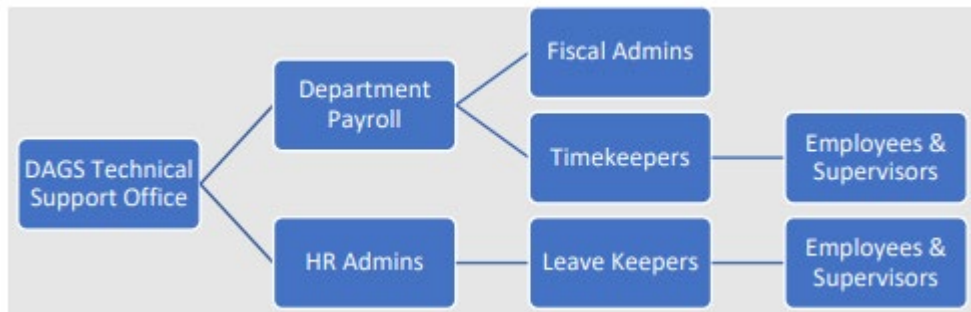 DAGS Technical
Support Office
Department
Payroll
HR Admins
Fiscal Admins
Timekeepers
Leave Keepers
Employees &
Supervisors
Employees &
Supervisors